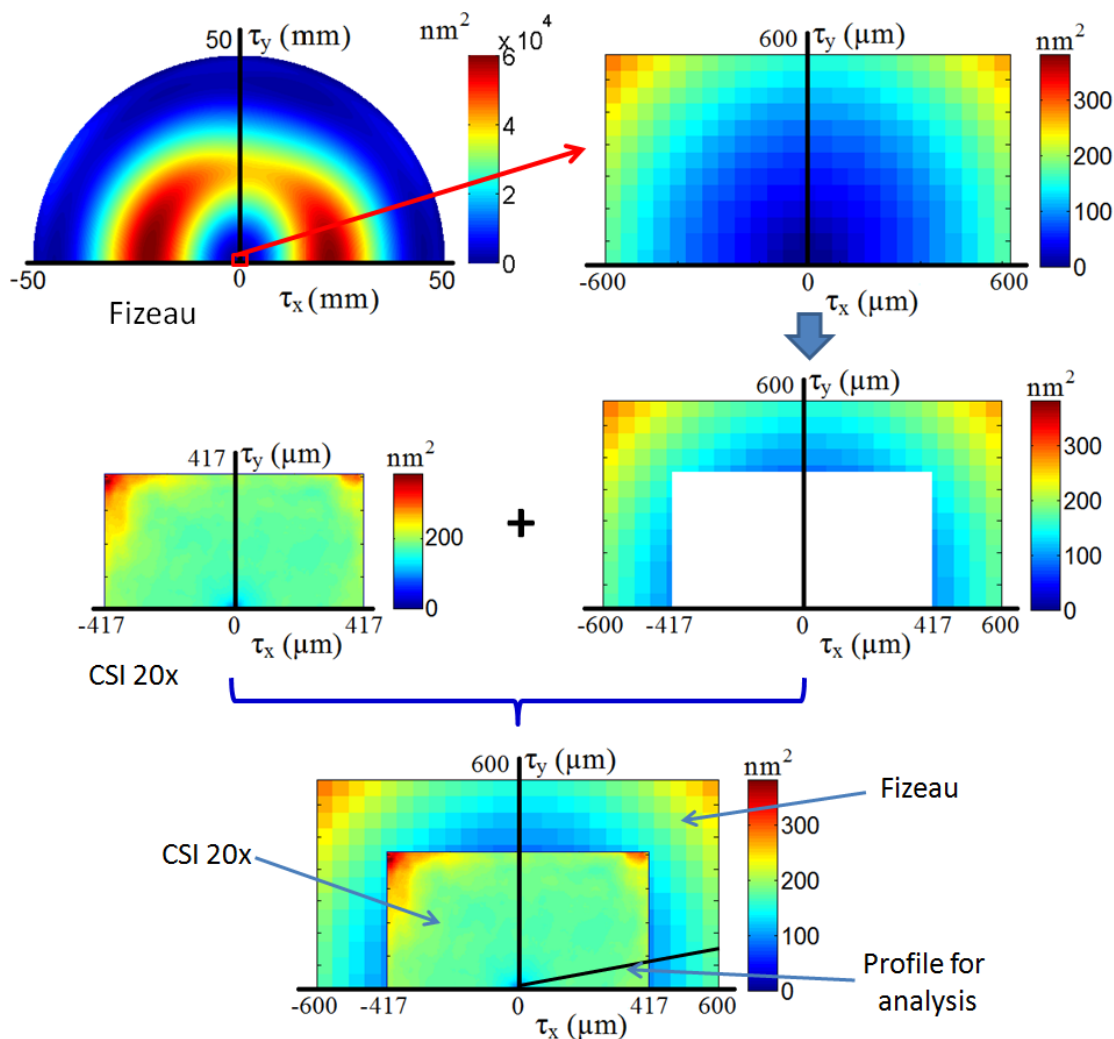 nm²
x 10⁴
τy (mm)
50
6
4
2
0
-50
0
50
τx (mm)
Fizeau
nm²
τy (µm)
600
300
200
100
0
-600
0
600
τx (µm)
nm²
τy (µm)
417
200
0
-417
0
417
τx (µm)
CSI 20x
+
nm²
τy (µm)
600
300
200
100
0
-600
-417
0
417
600
τx (µm)
nm²
τy (µm)
600
300
200
100
0
-600
-417
0
417
600
τx (µm)
Fizeau
CSI 20x
Profile for
analysis